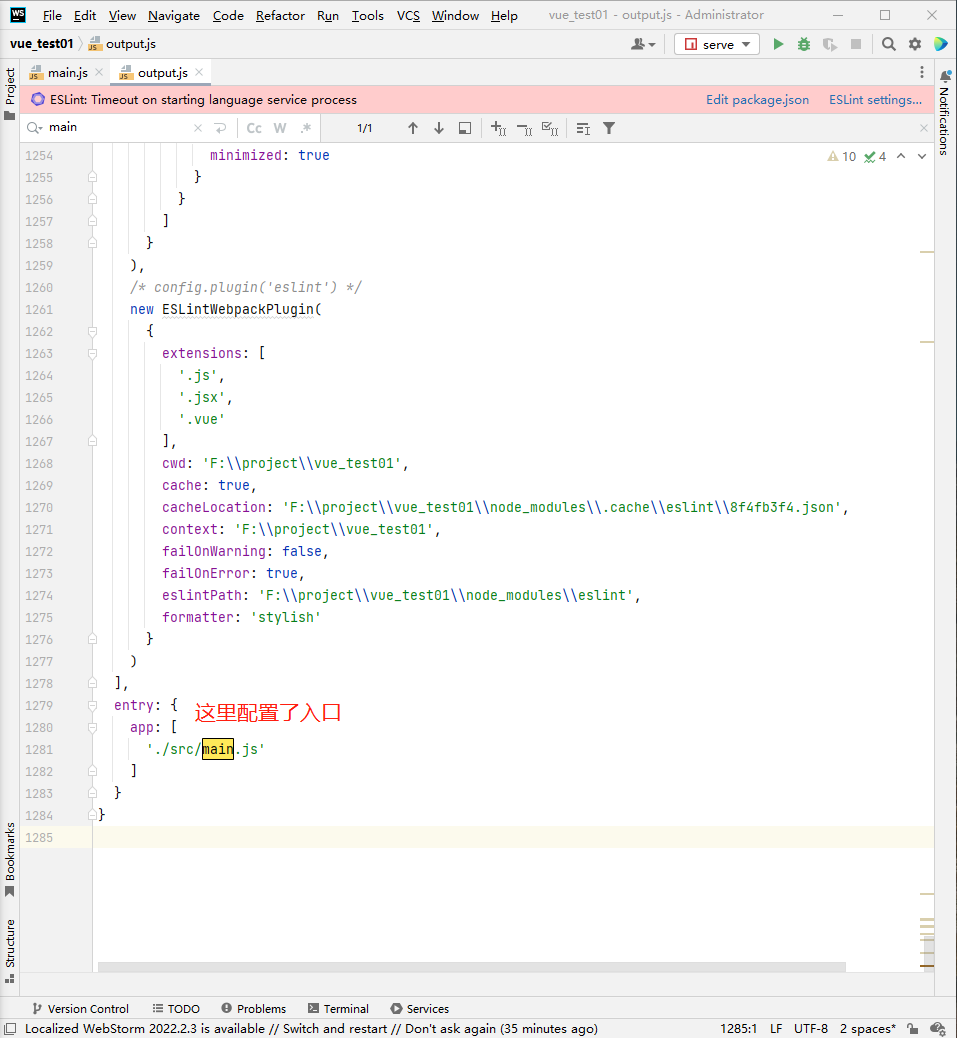 WS File Edit View Navigate Code Refactor Run Tools VCS Window Help vue_test01 - output.js - Administrator
vue_test01 JS output.js serve
Project
JS main.js JS output.js
ESLint: Timeout on starting language service process Edit package.json ESLint settings...
Notifications
main Cc W .* 1/1
10 4
1254 minimized: true
1255 }
1256 }
1257 ]
1258 }
1259 ),
1260 /* config.plugin('eslint') */
1261 new ESLintWebpackPlugin(
1262 {
1263 extensions: [
1264 '.js',
1265 '.jsx',
1266 '.vue'
1267 ],
1268 cwd: 'F:\\project\\vue_test01',
1269 cache: true,
1270 cacheLocation: 'F:\\project\\vue_test01\\node_modules\\.cache\\eslint\\8f4fb3f4.json',
1271 context: 'F:\\project\\vue_test01',
1272 failOnWarning: false,
1273 failOnError: true,
1274 eslintPath: 'F:\\project\\vue_test01\\node_modules\\eslint',
1275 formatter: 'stylish'
1276 }
1277 )
1278 ],
1279 entry: { 这里配置了入口
1280 app: [
1281 './src/main.js'
1282 ]
1283 }
1284 }
1285
Bookmarks
Structure
Version Control TODO Problems Terminal Services
Localized WebStorm 2022.2.3 is available // Switch and restart // Don't ask again (35 minutes ago) 1285:1 LF UTF-8 2 spaces*